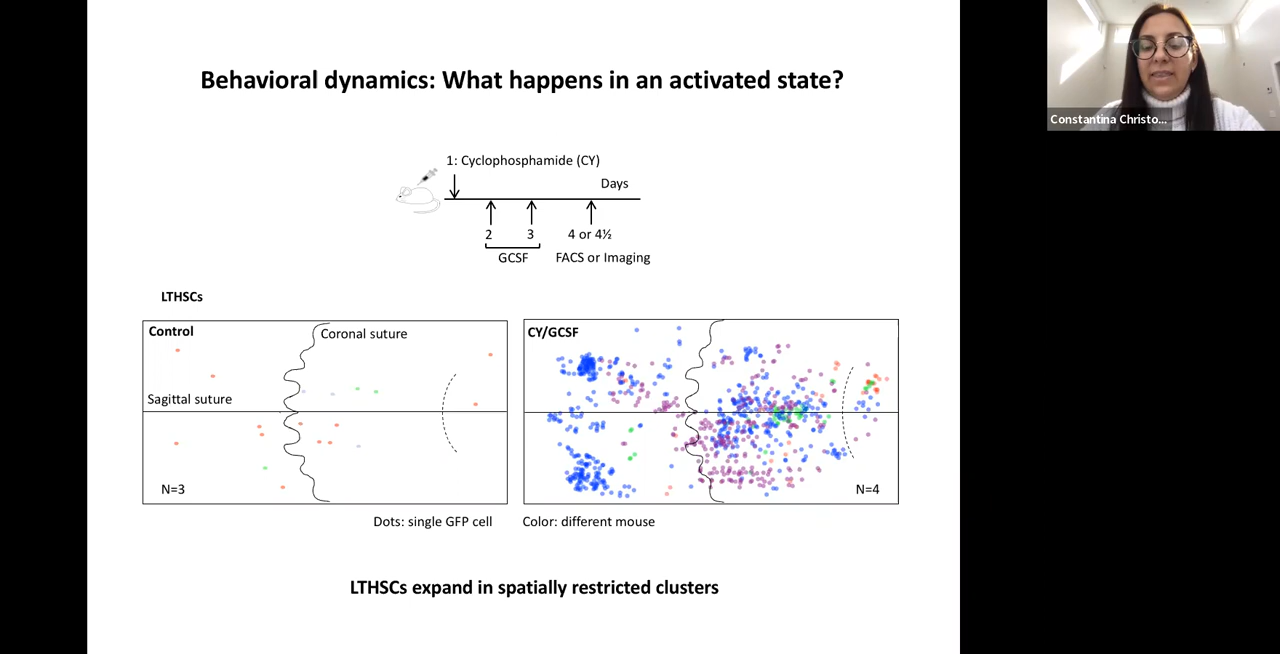 Behavioral dynamics: What happens in an activated state?
Constantina Christo...
1: Cyclophosphamide (CY)
Days
2
3
4 or 4½
GCSF
FACS or Imaging
LTHSCs
Control
Coronal suture
Sagittal suture
N=3
CY/GCSF
N=4
Dots: single GFP cell
Color: different mouse
LTHSCs expand in spatially restricted clusters